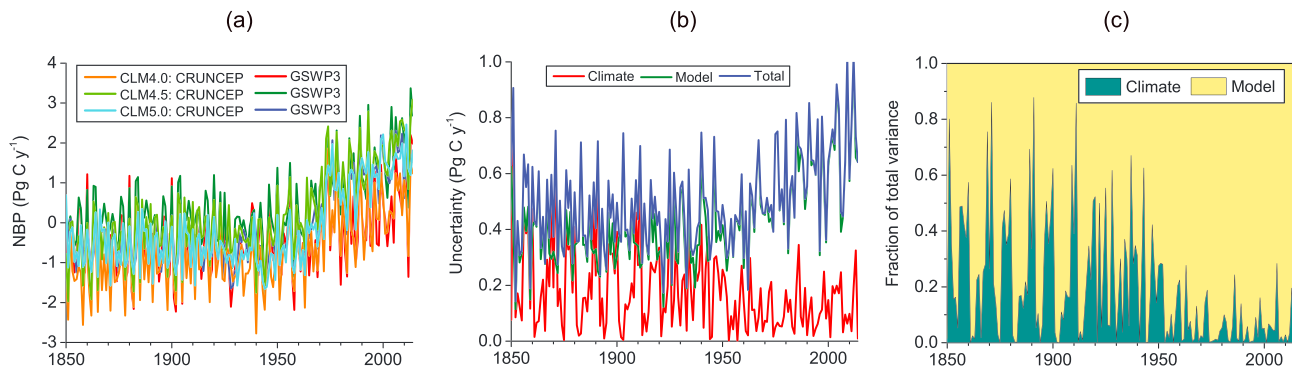 (a)
(b)
(c)
NBP (Pg C y-1)
4
3
2
1
0
-1
-2
-3
1850
1900
1950
2000
CLM4.0: CRUNCEP GSWP3
CLM4.5: CRUNCEP GSWP3
CLM5.0: CRUNCEP GSWP3
Uncertainty (Pg C y-1)
1.0
0.8
0.6
0.4
0.2
0.0
1850
1900
1950
2000
Climate Model Total
Fraction of total variance
1.0
0.8
0.6
0.4
0.2
0
1850
1900
1950
2000
Climate Model